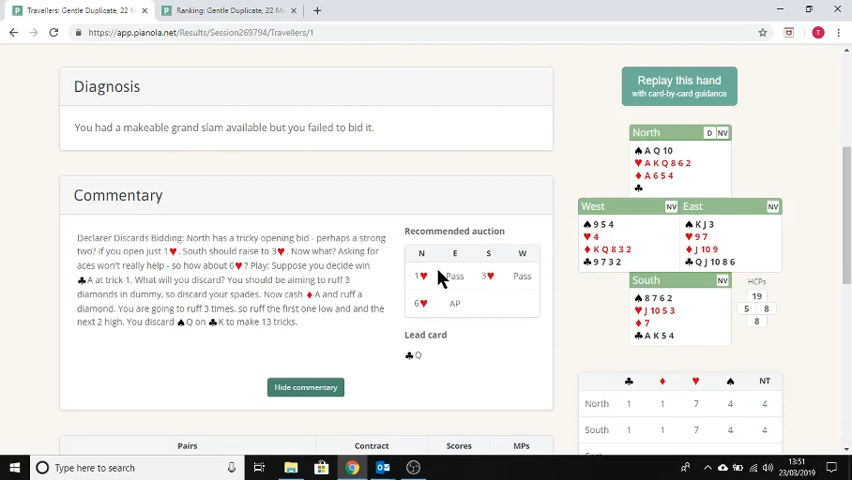 Travellers: Gentle Duplicate, 22 M
Ranking: Gentle Duplicate, 22 Ma
https://app.pianola.net/Results/Session269794/Travellers/1
T
Diagnosis
You had a makeable grand slam available but you failed to bid it.
Commentary
Declarer Discards Bidding: North has a tricky opening bid - perhaps a strong
two? If you open just 1♥. South should raise to 3♥. Now what? Asking for
aces won't really help - so how about 6♥? Play: Suppose you decide win
♣A at trick 1. What will you discard? You should be aiming to ruff 3
diamonds in dummy, so discard your spades. Now cash ♦A and ruff a
diamond. You are going to ruff 3 times, so ruff the first one low and and the
next 2 high. You discard ♠Q on ♣K to make 13 tricks.
Hide commentary
Recommended auction
N E S W
1♥ Pass 3♥ Pass
6♥ AP
Lead card
♣Q
Replay this hand
with card-by-card guidance
North D NV
♠ A Q 10
♥ A K Q 8 6 2
♦ A 6 5 4
♣
West NV
♠ 9 5 4
♥ 4
♦ K Q 8 3 2
♣ 9 7 3 2
East NV
♠ K J 3
♥ 9 7
♦ J 10 9
♣ Q J 10 8 6
South NV
♠ 8 7 6 2
♥ J 10 5 3
♦ 7
♣ A K 5 4
HCPs
19
5 8
8
♣ ♦ ♥ ♠ NT
North 1 1 7 4 4
South 1 1 7 4 4
Pairs Contract Scores MPs
Type here to search
13:51
23/03/2019